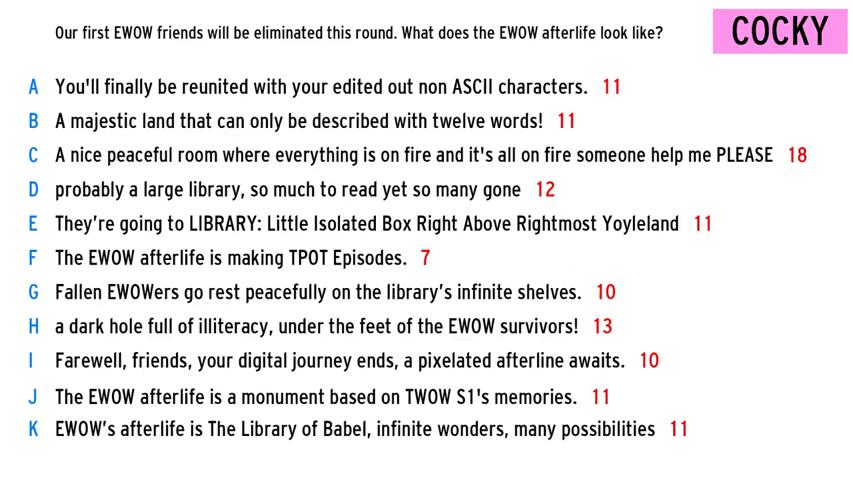 Our first EWOW friends will be eliminated this round. What does the EWOW afterlife look like?
COCKY
A You'll finally be reunited with your edited out non ASCII characters. 11
B A majestic land that can only be described with twelve words! 11
C A nice peaceful room where everything is on fire and it's all on fire someone help me PLEASE 18
D probably a large library, so much to read yet so many gone 12
E They're going to LIBRARY: Little Isolated Box Right Above Rightmost Yoyleland 11
F The EWOW afterlife is making TPOT Episodes. 7
G Fallen EWOWers go rest peacefully on the library's infinite shelves. 10
H a dark hole full of illiteracy, under the feet of the EWOW survivors! 13
I Farewell, friends, your digital journey ends, a pixelated afterline awaits. 10
J The EWOW afterlife is a monument based on TWOW S1's memories. 11
K EWOW's afterlife is The Library of Babel, infinite wonders, many possibilities 11